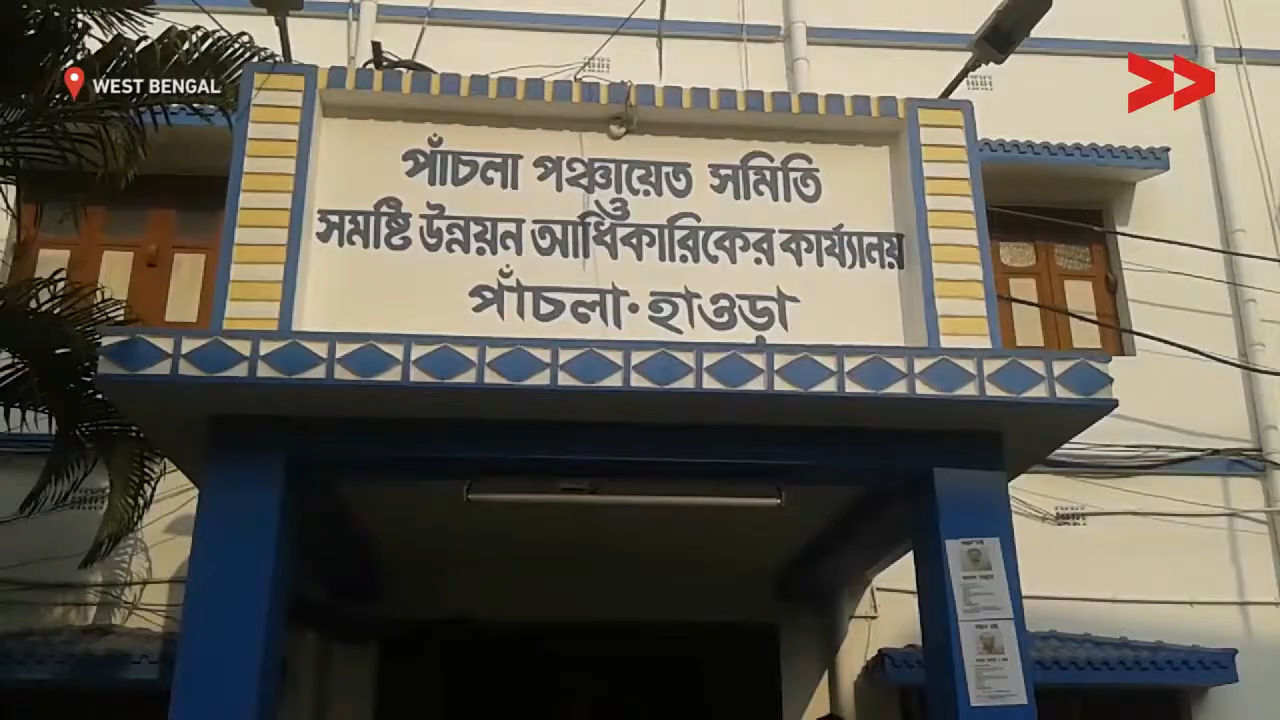 WEST BENGAL
পাঁচলা পঞ্চায়েত সমিতি
সমষ্টি উন্নয়ন আধিকারিকের কার্য্যালয়
পাঁচলা·হাওড়া